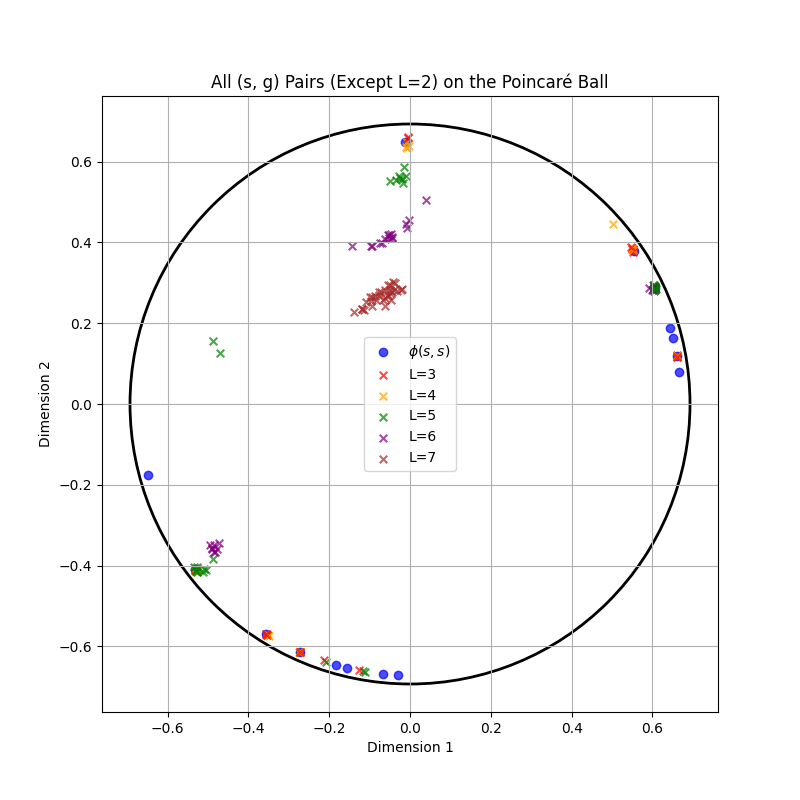 All (s, g) Pairs (Except L=2) on the Poincaré Ball
Dimension 2
0.6
0.4
0.2
0.0
−0.2
−0.4
−0.6
ϕ(s, s)
L=3
L=4
L=5
L=6
L=7
−0.6 −0.4 −0.2 0.0 0.2 0.4 0.6
Dimension 1